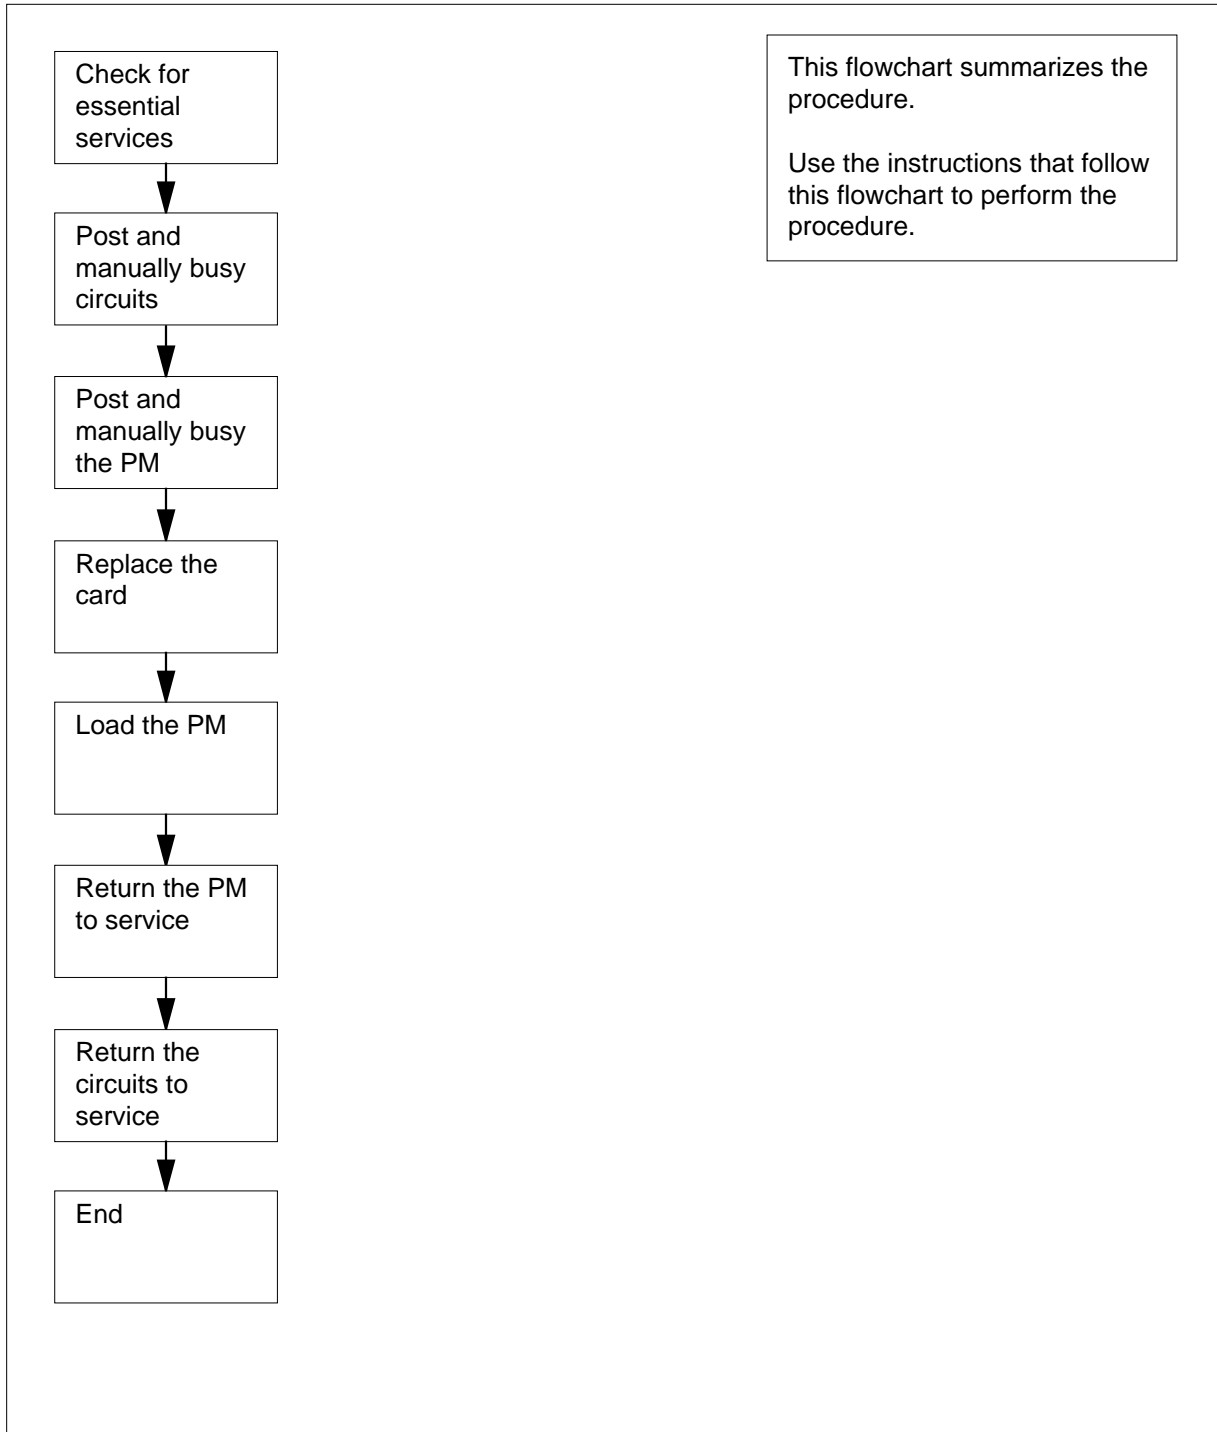 Check for
essential
services
Post and
manually busy
circuits
Post and
manually busy
the PM
Replace the
card
Load the PM
Return the PM
to service
Return the
circuits to
service
End
This flowchart summarizes the
procedure.
Use the instructions that follow
this flowchart to perform the
procedure.